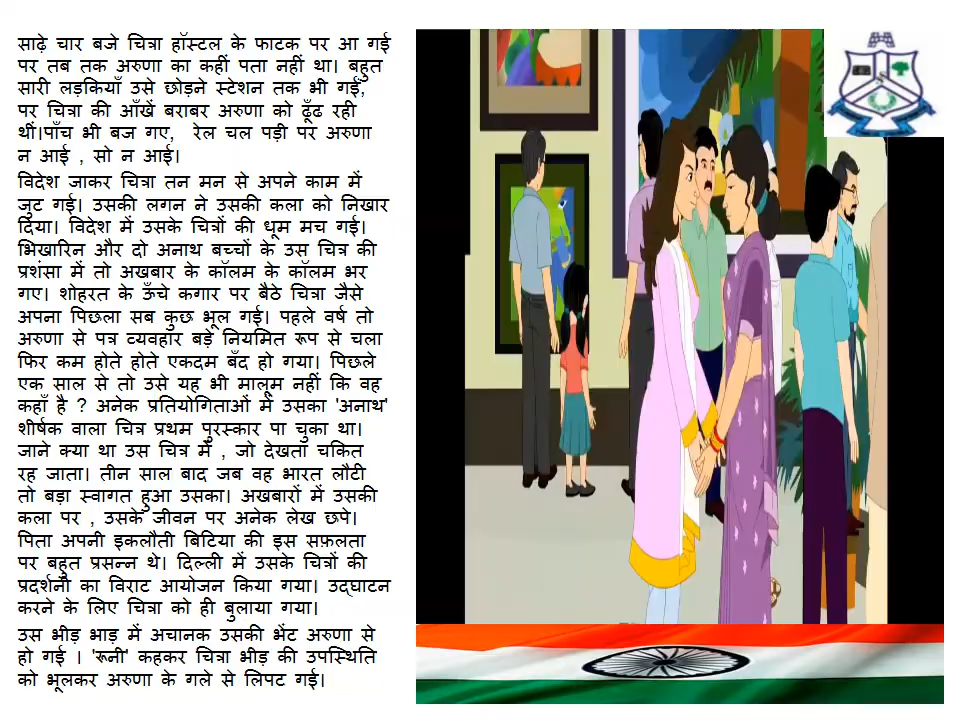 साढ़े चार बजे चित्रा हॉस्टल के फाटक पर आ गई
पर तब तक अरुणा का कहीं पता नहीं था। बहुत
सारी लड़कियाँ उसे छोड़ने स्टेशन तक भी गईं,
पर चित्रा की आँखें बराबर अरुणा को ढूँढ रही
थीं।पाँच भी बज गए, रेल चल पड़ी पर अरुणा
न आई , सो न आई।
विदेश जाकर चित्रा तन मन से अपने काम में
जुट गई। उसकी लगन ने उसकी कला को निखार
दिया। विदेश में उसके चित्रों की धूम मच गई।
भिखारिन और दो अनाथ बच्चों के उस चित्र की
प्रशंसा में तो अखबार के कॉलम के कॉलम भर
गए। शोहरत के ऊँचे कगार पर बैठे चित्रा जैसे
अपना पिछला सब कुछ भूल गई। पहले वर्ष तो
अरुणा से पत्र व्यवहार बड़े नियमित रूप से चला
फिर कम होते होते एकदम बँद हो गया। पिछले
एक साल से तो उसे यह भी मालूम नहीं कि वह
कहाँ है ? अनेक प्रतियोगिताओं में उसका 'अनाथ'
शीर्षक वाला चित्र प्रथम पुरस्कार पा चुका था।
जाने क्या था उस चित्र में , जो देखता चकित
रह जाता। तीन साल बाद जब वह भारत लौटी
तो बड़ा स्वागत हुआ उसका। अखबारों में उसकी
कला पर , उसके जीवन पर अनेक लेख छपे।
पिता अपनी इकलौती बिटिया की इस सफ़लता
पर बहुत प्रसन्न थे। दिल्ली में उसके चित्रों की
प्रदर्शनी का विराट आयोजन किया गया। उद्घाटन
करने के लिए चित्रा को ही बुलाया गया।
उस भीड़ भाड़ में अचानक उसकी भेंट अरुणा से
हो गई । 'रूनी' कहकर चित्रा भीड़ की उपस्थिति
को भूलकर अरुणा के गले से लिपट गई।